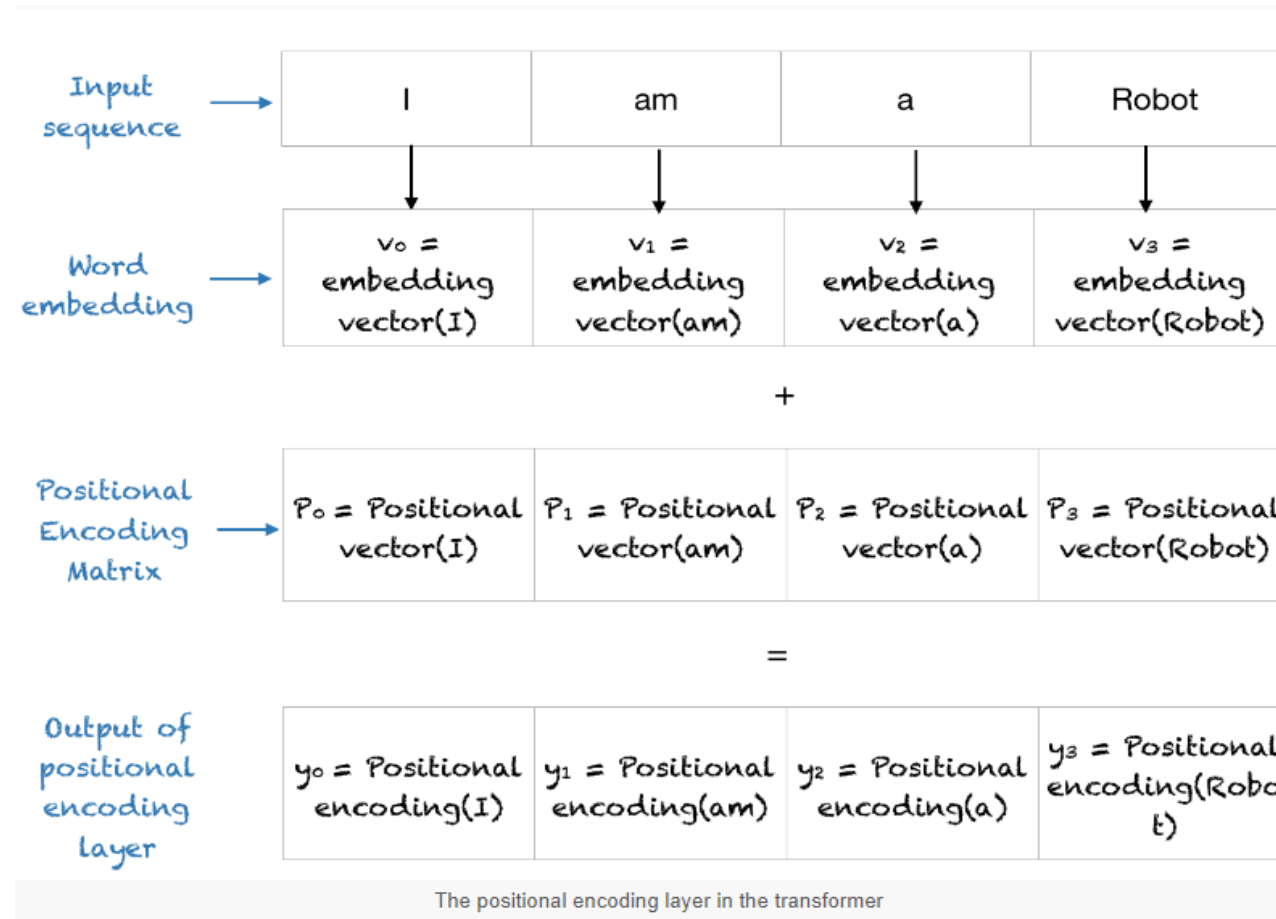 Input
sequence
I
am
a
Robot
Word
embedding
v₀ =
embedding
vector(I)
v₁ =
embedding
vector(am)
v₂ =
embedding
vector(a)
v₃ =
embedding
vector(Robot)
+
Positional
Encoding
Matrix
P₀ = Positional
vector(I)
P₁ = Positional
vector(am)
P₂ = Positional
vector(a)
P₃ = Positional
vector(Robot)
=
Output of
positional
encoding
layer
y₀ = Positional
encoding(I)
y₁ = Positional
encoding(am)
y₂ = Positional
encoding(a)
y₃ = Positional
encoding(Robo
t)
The positional encoding layer in the transformer